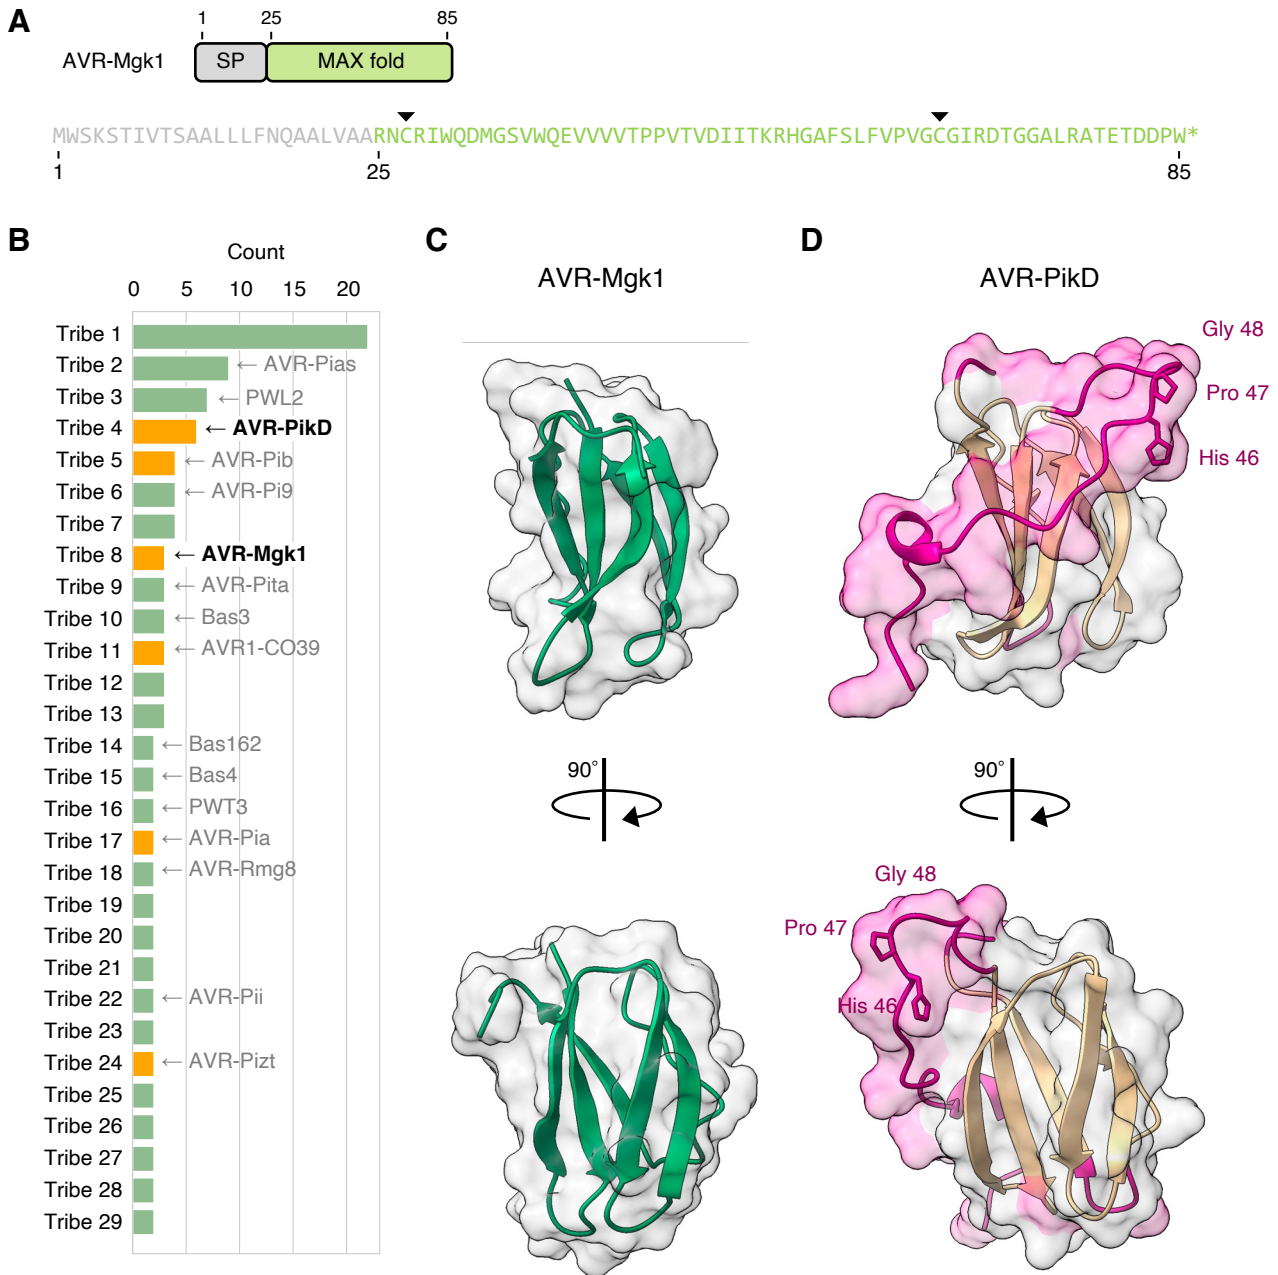 A
1 25 85
AVR-Mgk1 SP MAX fold
MWSKSTIVTSAALLLFNQAALVAARNCRIWQDMGSVWQEVVVVTPPVTVDIITKRHGAFSLFVPVGCGIRDTGGALRATETDDPW*
1 25 85
B
Count
0 5 10 15 20
Tribe 1
Tribe 2 ← AVR-Pias
Tribe 3 ← PWL2
Tribe 4 ← AVR-PikD
Tribe 5 ← AVR-Pib
Tribe 6 ← AVR-Pi9
Tribe 7
Tribe 8 ← AVR-Mgk1
Tribe 9 ← AVR-Pita
Tribe 10 ← Bas3
Tribe 11 ← AVR1-CO39
Tribe 12
Tribe 13
Tribe 14 ← Bas162
Tribe 15 ← Bas4
Tribe 16 ← PWT3
Tribe 17 ← AVR-Pia
Tribe 18 ← AVR-Rmg8
Tribe 19
Tribe 20
Tribe 21
Tribe 22 ← AVR-Pii
Tribe 23
Tribe 24 ← AVR-Pizt
Tribe 25
Tribe 26
Tribe 27
Tribe 28
Tribe 29
C
AVR-Mgk1
90°
D
AVR-PikD
Gly 48
Pro 47
His 46
90°
Gly 48
Pro 47
His 46